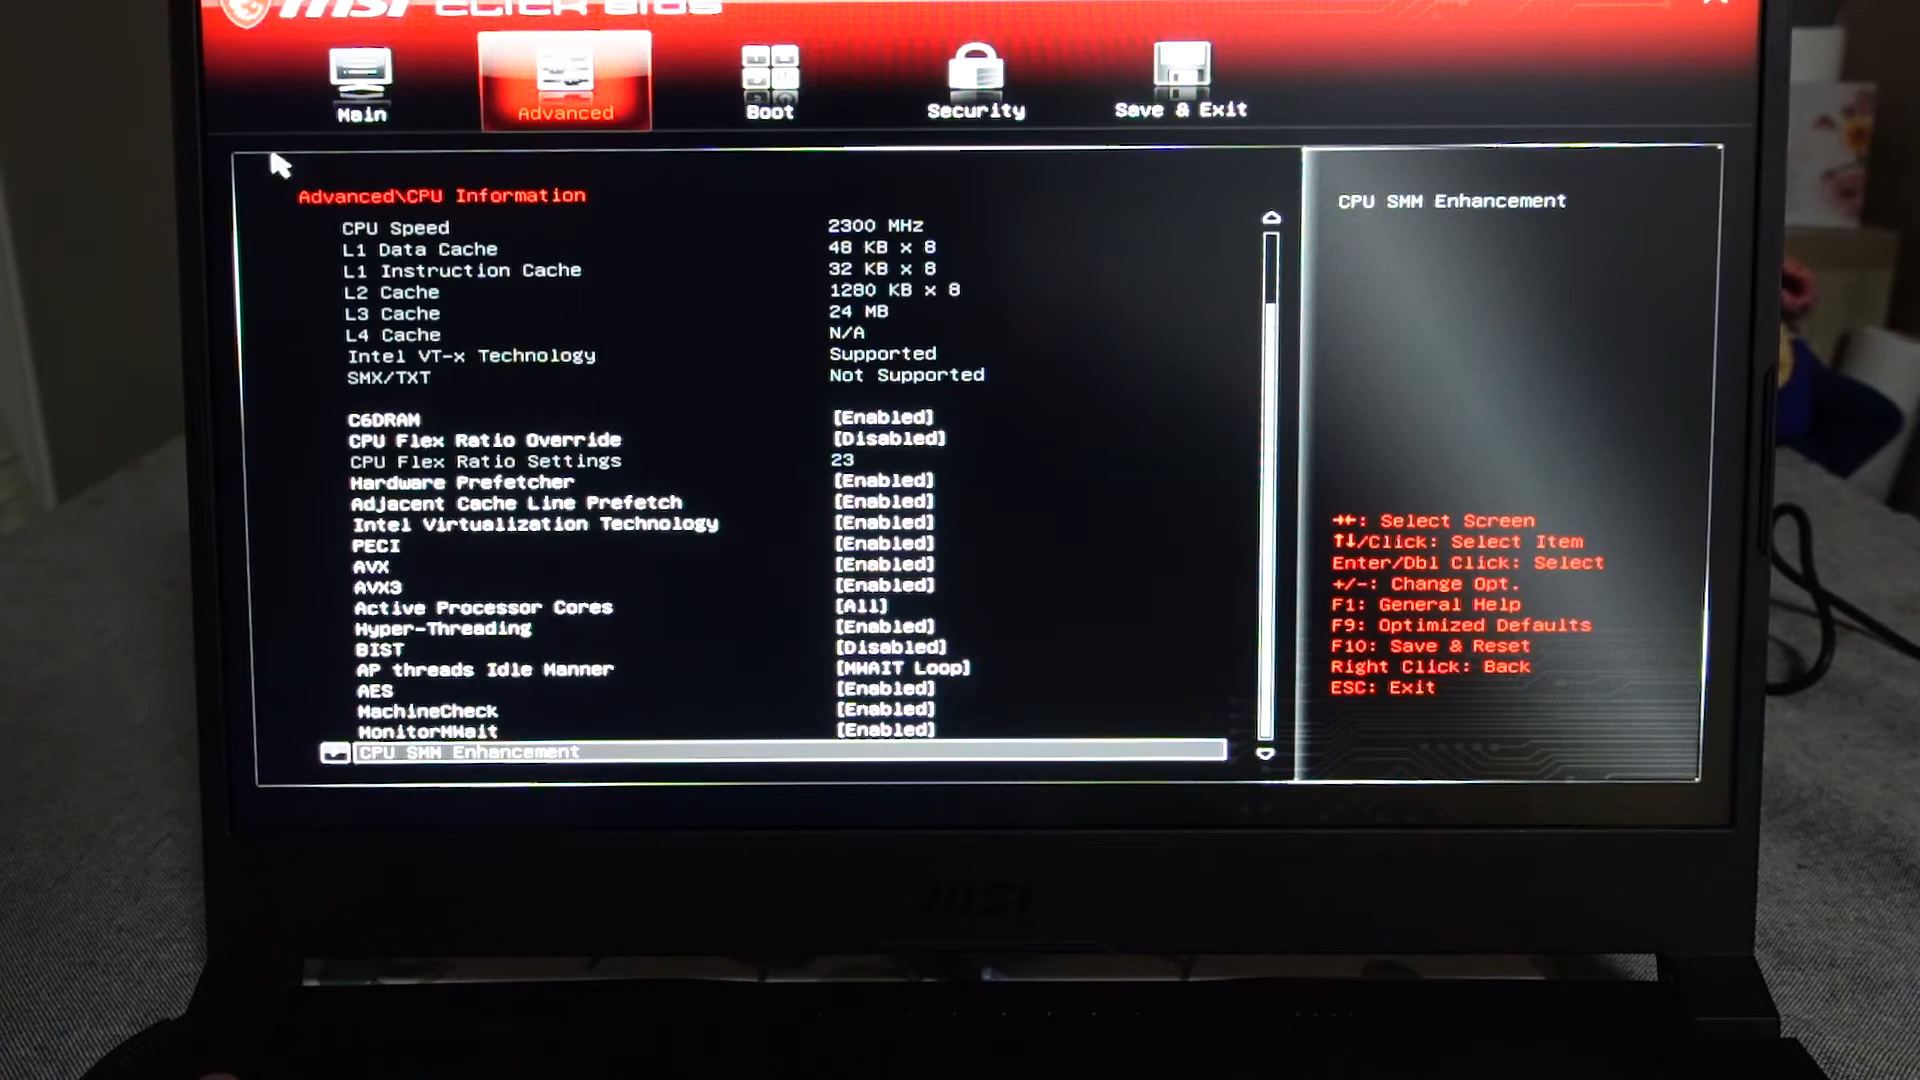 msi CLICK BIOS
Main
Advanced
Boot
Security
Save & Exit
Advanced\CPU Information
CPU Speed 2300 MHz
L1 Data Cache 48 KB x 8
L1 Instruction Cache 32 KB x 8
L2 Cache 1280 KB x 8
L3 Cache 24 MB
L4 Cache N/A
Intel VT-x Technology Supported
SMX/TXT Not Supported
C6DRAM [Enabled]
CPU Flex Ratio Override [Disabled]
CPU Flex Ratio Settings 23
Hardware Prefetcher [Enabled]
Adjacent Cache Line Prefetch [Enabled]
Intel Virtualization Technology [Enabled]
PECI [Enabled]
AVX [Enabled]
AVX3 [Enabled]
Active Processor Cores [All]
Hyper-Threading [Enabled]
BIST [Disabled]
AP threads Idle Manner [MWAIT Loop]
AES [Enabled]
MachineCheck [Enabled]
MonitorMWait [Enabled]
CPU SMM Enhancement
CPU SMM Enhancement
→←: Select Screen
↑↓/Click: Select Item
Enter/Dbl Click: Select
+/-: Change Opt.
F1: General Help
F9: Optimized Defaults
F10: Save & Reset
Right Click: Back
ESC: Exit
msi